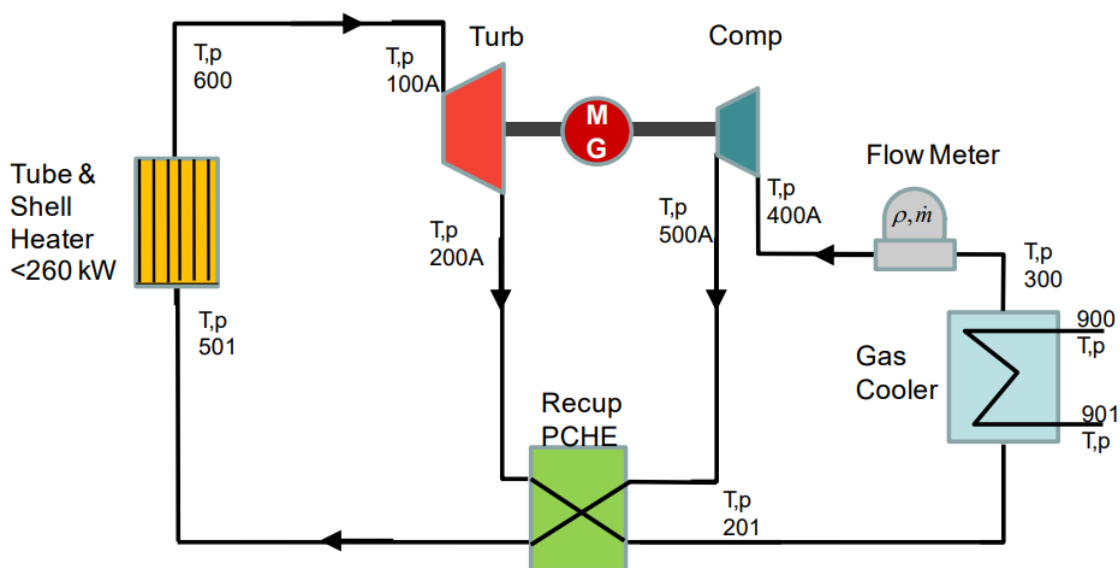 Turb
Comp
T,p
600
T,p
100A
M
G
Flow Meter
Tube &
Shell
Heater
<260 kW
T,p
400A
ρ,ṁ
T,p
200A
T,p
500A
T,p
300
T,p
501
900
T,p
Gas
Cooler
901
T,p
Recup
PCHE
T,p
201